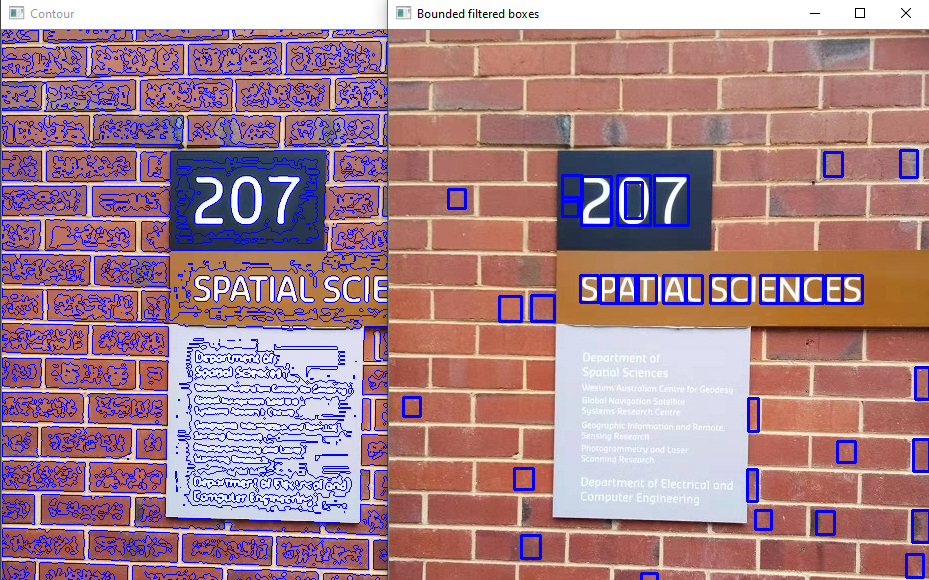 Contour
207
SPATIAL SCIE
Department of
Spatial Sciences
Department of Electrical and
Computer Engineering
Bounded filtered boxes
207
SPATIAL SCIENCES
Department of
Spatial Sciences
Western Australian Centre for Geodesy
Global Navigation Satellite
Systems Research Centre
Geographic Information and Remote
Sensing Research
Photogrammetry and Laser
Scanning Research
Department of Electrical and
Computer Engineering